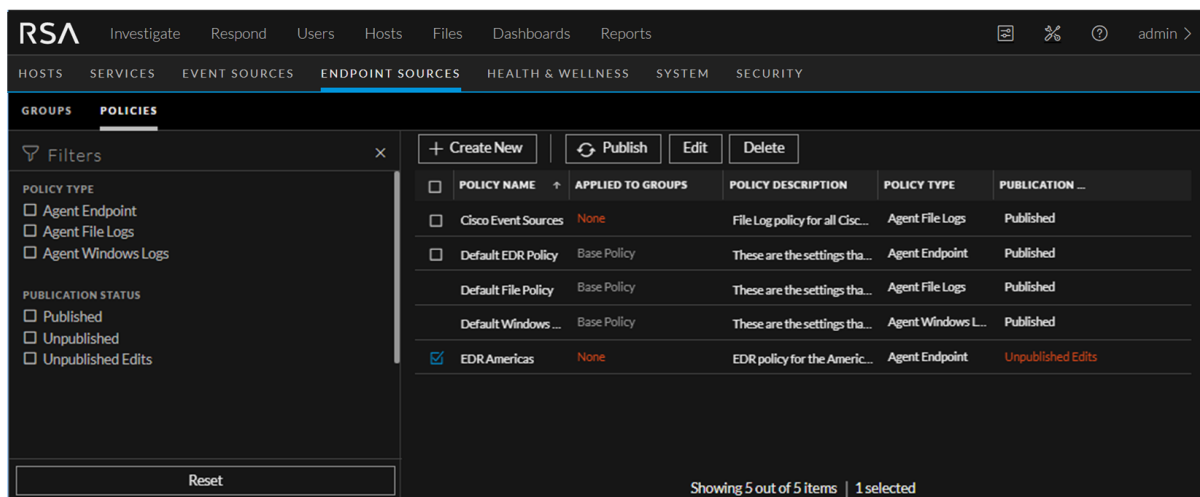 RSA Investigate Respond Users Hosts Files Dashboards Reports admin
HOSTS SERVICES EVENT SOURCES ENDPOINT SOURCES HEALTH & WELLNESS SYSTEM SECURITY
GROUPS POLICIES
Filters
POLICY TYPE
Agent Endpoint
Agent File Logs
Agent Windows Logs
PUBLICATION STATUS
Published
Unpublished
Unpublished Edits
Reset
Create New Publish Edit Delete
POLICY NAME APPLIED TO GROUPS POLICY DESCRIPTION POLICY TYPE PUBLICATION ...
Cisco Event Sources None File Log policy for all Cisc... Agent File Logs Published
Default EDR Policy Base Policy These are the settings tha... Agent Endpoint Published
Default File Policy Base Policy These are the settings tha... Agent File Logs Published
Default Windows ... Base Policy These are the settings tha... Agent Windows L... Published
EDR Americas None EDR policy for the Americ... Agent Endpoint Unpublished Edits
Showing 5 out of 5 items | 1 selected